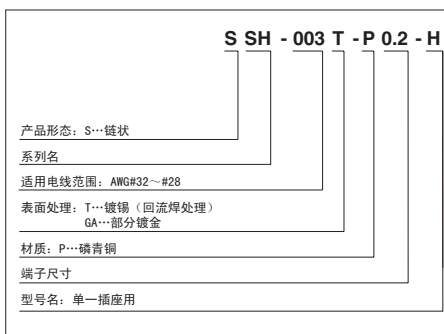 S SH - 003 T - P 0.2 - H
产品形态：S…链状
系列名
适用电线范围：AWG#32～#28
表面处理：T…镀锡（回流焊处理）
GA…部分镀金
材质：P…磷青铜
端子尺寸
型号名：单一插座用